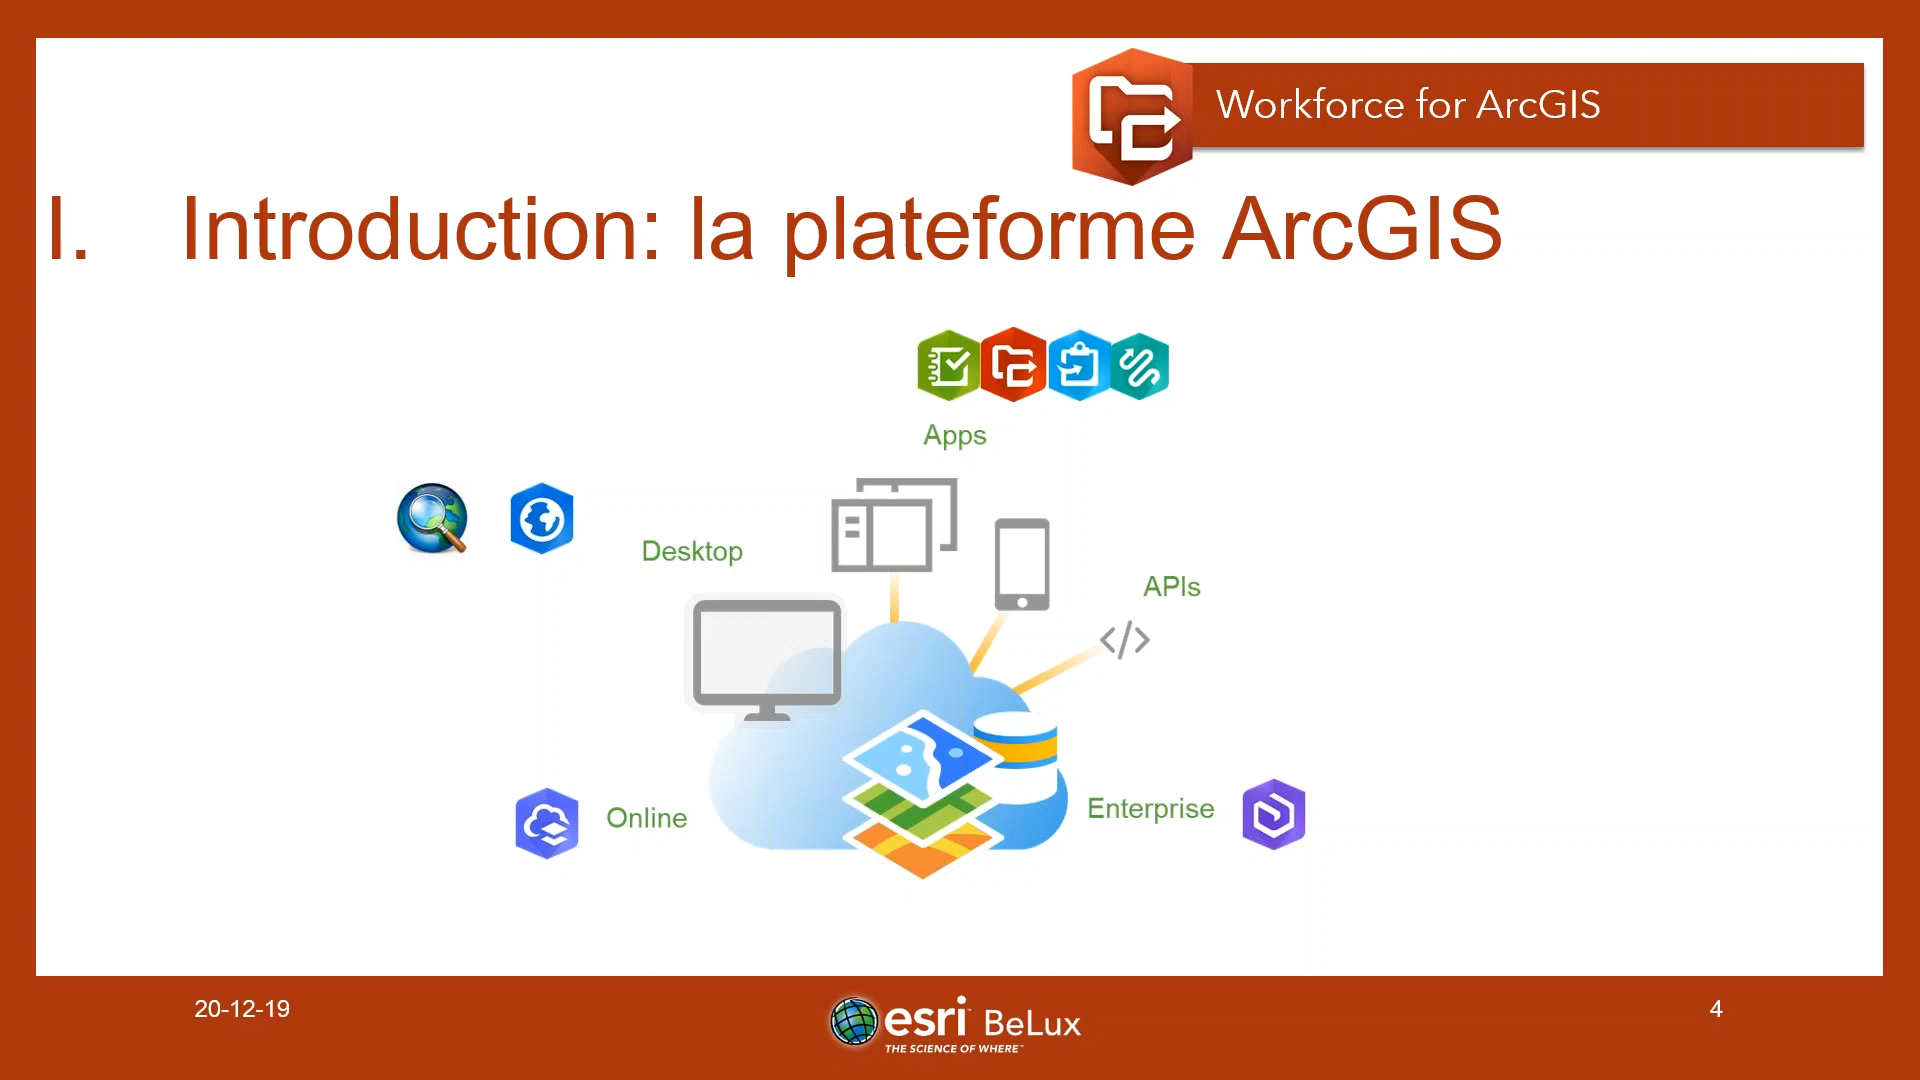 Workforce for ArcGIS
I. Introduction: la plateforme ArcGIS
Apps
Desktop
APIs
</>
Online
Enterprise
20-12-19
esri BeLux
THE SCIENCE OF WHERE™
4